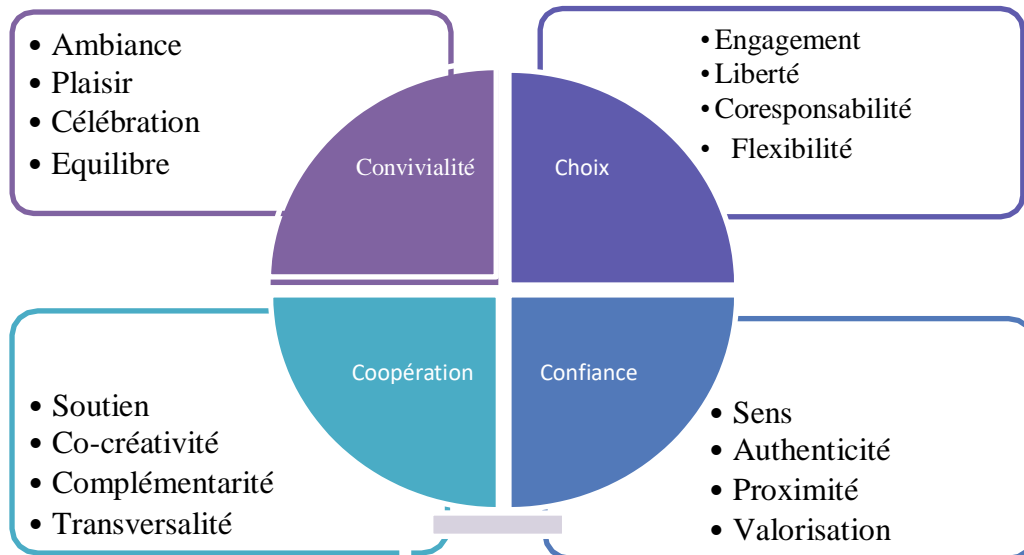 • Ambiance
• Plaisir
• Célébration
• Equilibre
Convivialité
Choix
• Engagement
• Liberté
• Coresponsabilité
• Flexibilité
Coopération
Confiance
• Soutien
• Co-créativité
• Complémentarité
• Transversalité
• Sens
• Authenticité
• Proximité
• Valorisation